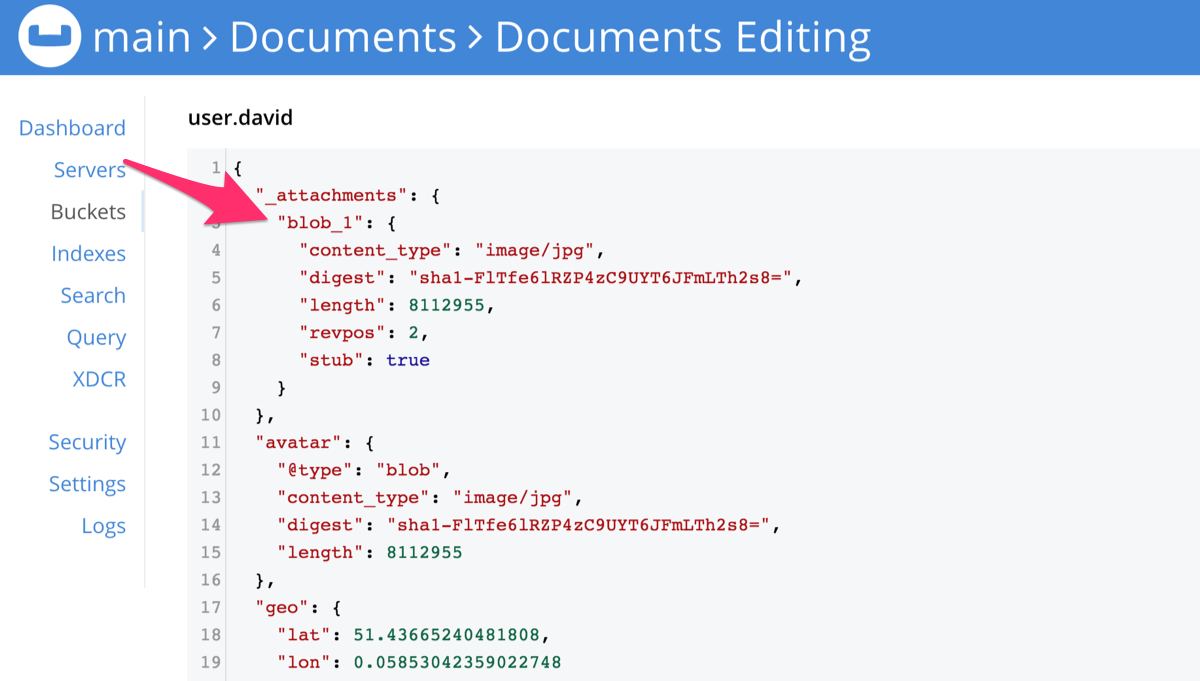 main > Documents > Documents Editing
Dashboard
Servers
Buckets
Indexes
Search
Query
XDCR
Security
Settings
Logs
user.david
1 {
"_attachments": {
3 "blob_1": {
4 "content_type": "image/jpg",
5 "digest": "sha1-FlTfe6lRZP4zC9UYT6JFmLTh2s8=",
6 "length": 8112955,
7 "revpos": 2,
8 "stub": true
9 }
10 },
11 "avatar": {
12 "@type": "blob",
13 "content_type": "image/jpg",
14 "digest": "sha1-FlTfe6lRZP4zC9UYT6JFmLTh2s8=",
15 "length": 8112955
16 },
17 "geo": {
18 "lat": 51.43665240481808,
19 "lon": 0.05853042359022748